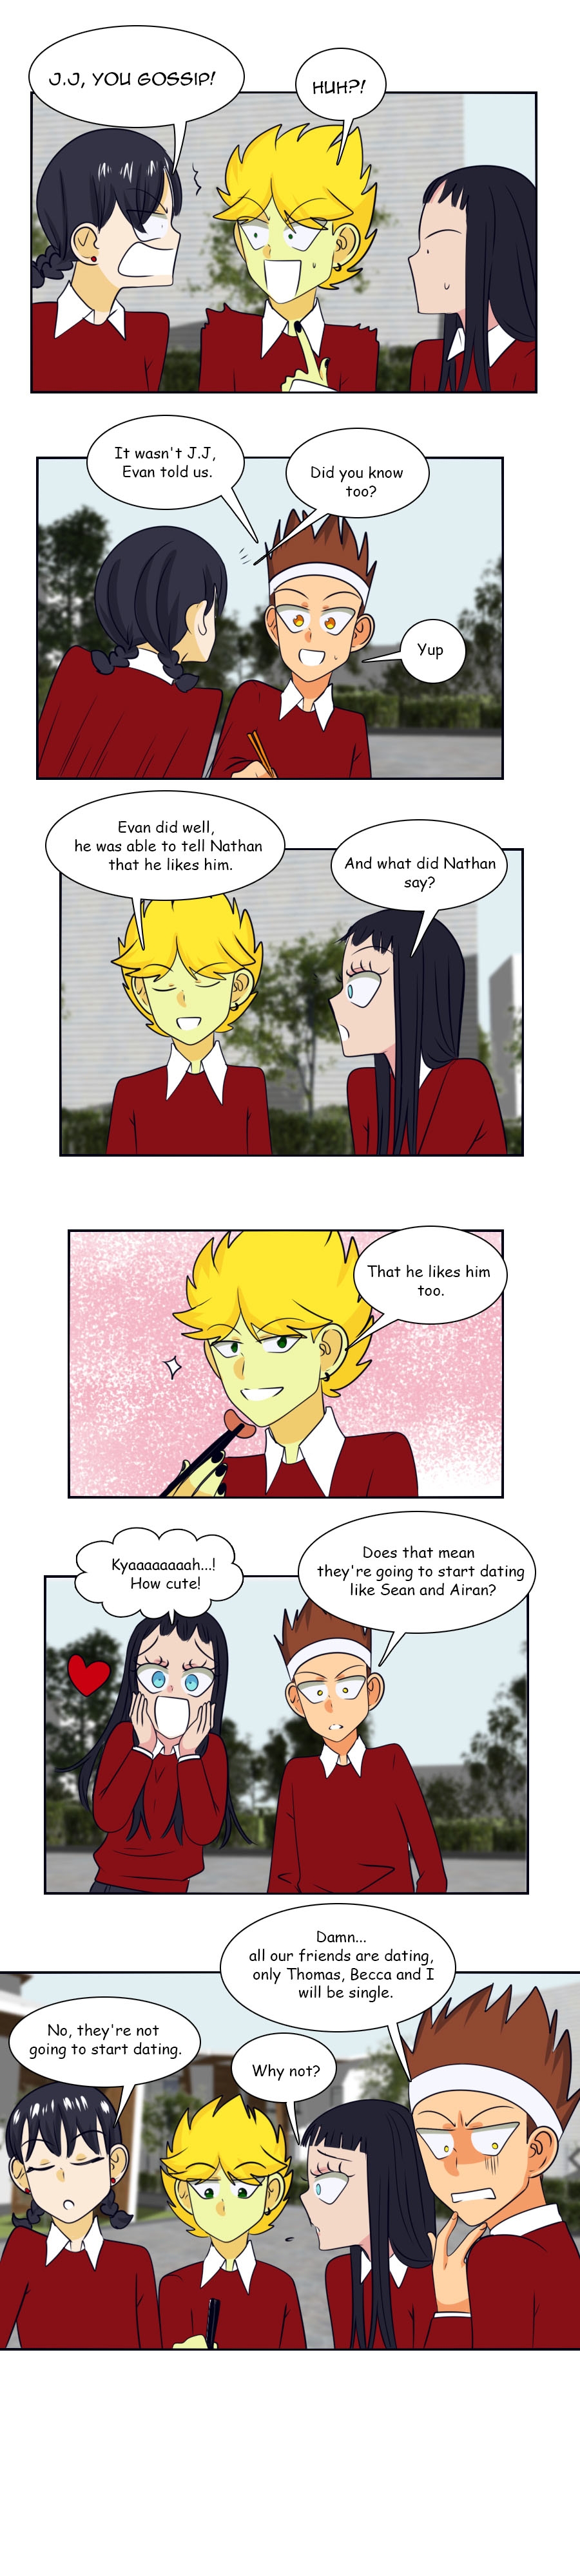 J.J, YOU GOSSIP!
HUH?!
It wasn't J.J,
Evan told us.
Did you know
too?
Yup
Evan did well,
he was able to tell Nathan
that he likes him.
And what did Nathan
say?
That he likes him
too.
Kyaaaaaaaah...!
How cute!
Does that mean
they're going to start dating
like Sean and Airan?
Damn...
all our friends are dating,
only Thomas, Becca and I
will be single.
No, they're not
going to start dating.
Why not?